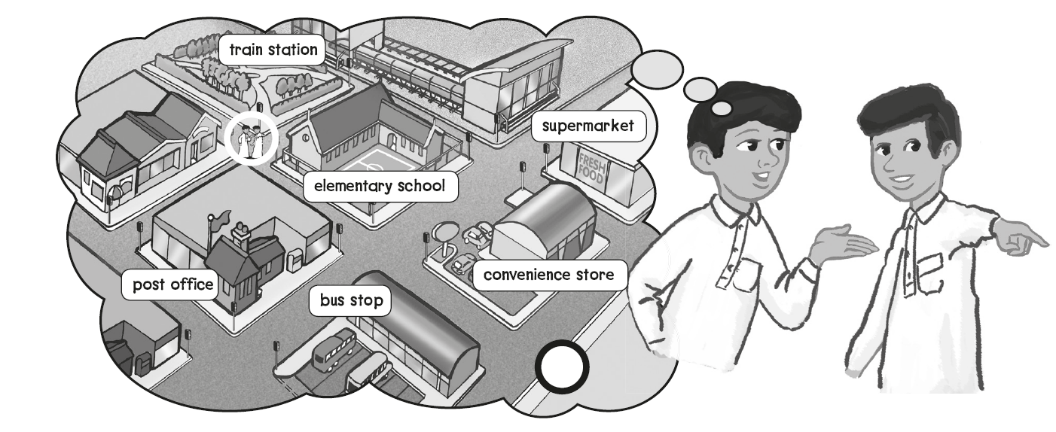 train station
supermarket
FRESH
FOOD
elementary school
post office
convenience store
bus stop